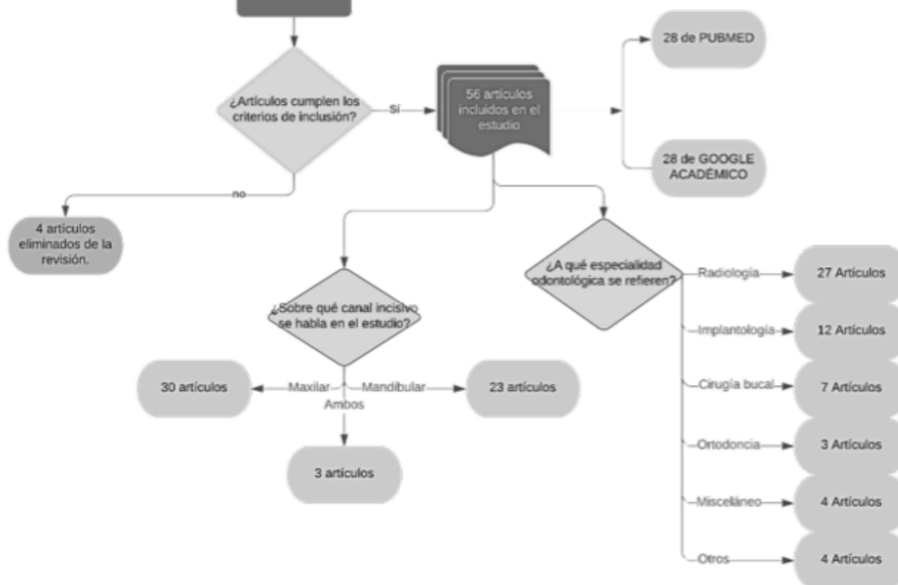 28 de PUBMED
¿Artículos cumplen los
criterios de inclusión?
Sí
56 artículos
incluidos en el
estudio
28 de GOOGLE
ACADÉMICO
no
4 artículos
eliminados de la
revisión.
¿A qué especialidad
odontológica se refieren?
Radiología
27 Artículos
¿Sobre qué canal incisivo
se habla en el estudio?
Implantología
12 Artículos
30 artículos
Maxilar
Mandibular
23 artículos
Ambos
Cirugía bucal
7 Artículos
3 artículos
Ortodoncia
3 Artículos
Misceláneo
4 Artículos
Otros
4 Artículos